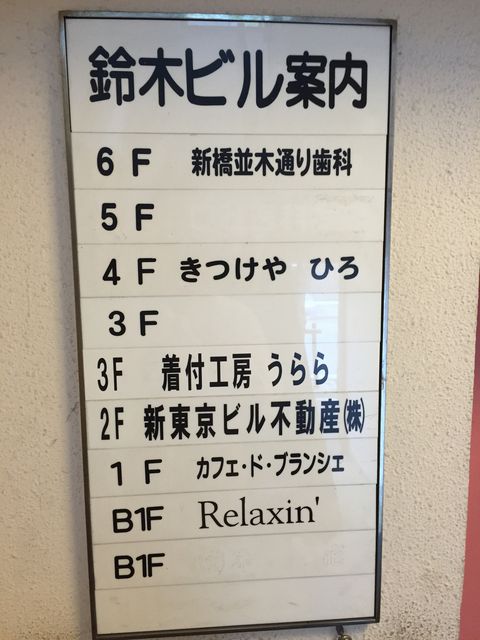 鈴木ビル案内
6F 新橋並木通り歯科
5F
4F きつけや ひろ
3F
3F 着付工房 うらら
2F 新東京ビル不動産(株)
1F カフェ・ド・ブランシェ
B1F Relaxin'
B1F